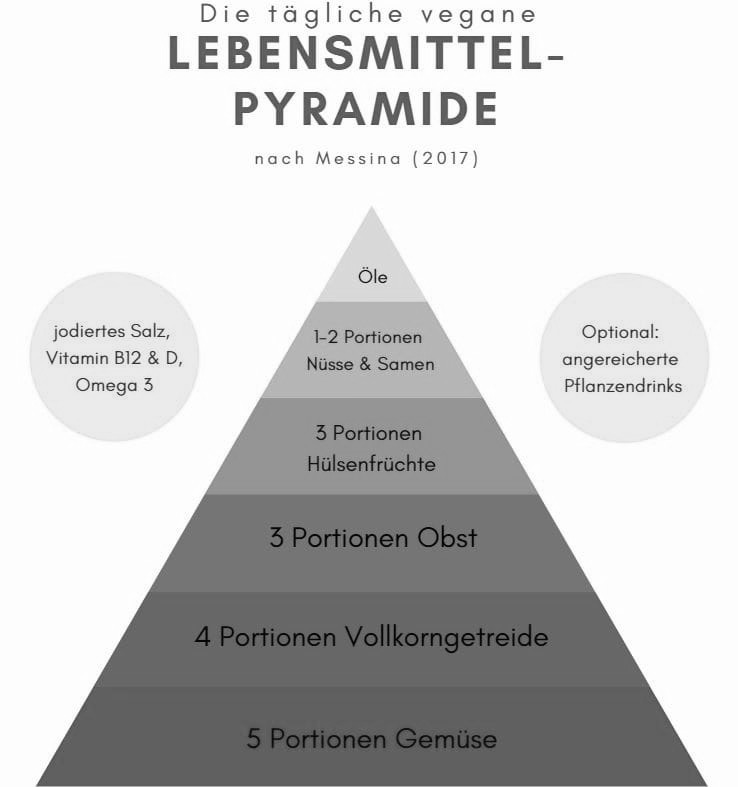 Die tägliche vegane
LEBENSMITTEL-
PYRAMIDE
nach Messina (2017)
Öle
jodiertes Salz,
Vitamin B12 & D,
Omega 3
1-2 Portionen
Nüsse & Samen
Optional:
angereicherte
Pflanzendrinks
3 Portionen
Hülsenfrüchte
3 Portionen Obst
4 Portionen Vollkorngetreide
5 Portionen Gemüse